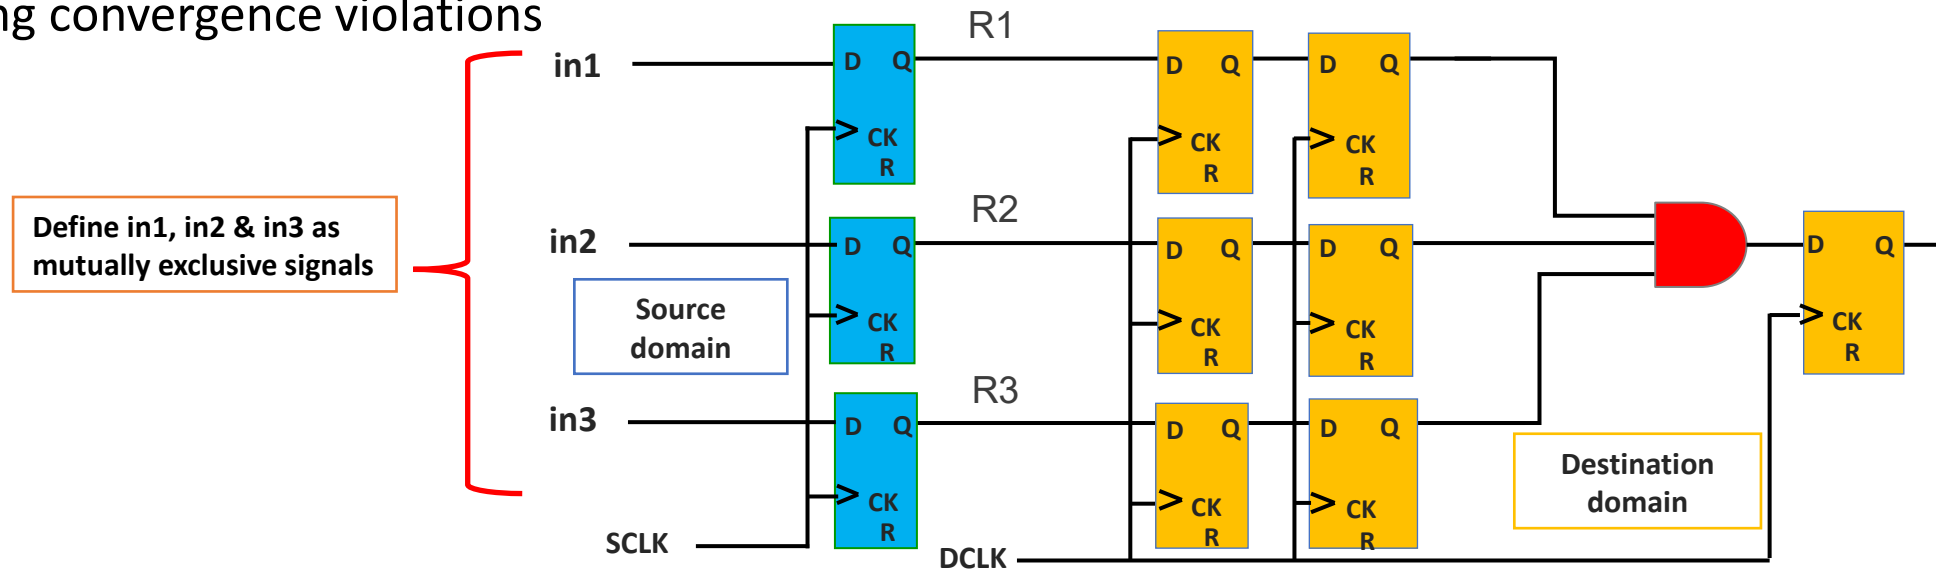 ng convergence violations
R1
in1
D Q
CK
R
D Q
CK
R
D Q
CK
R
Define in1, in2 & in3 as
mutually exclusive signals
R2
in2
D Q
CK
R
D Q
CK
R
D Q
CK
R
D Q
CK
R
Source
domain
R3
in3
D Q
CK
R
D Q
CK
R
D Q
CK
R
Destination
domain
SCLK
DCLK